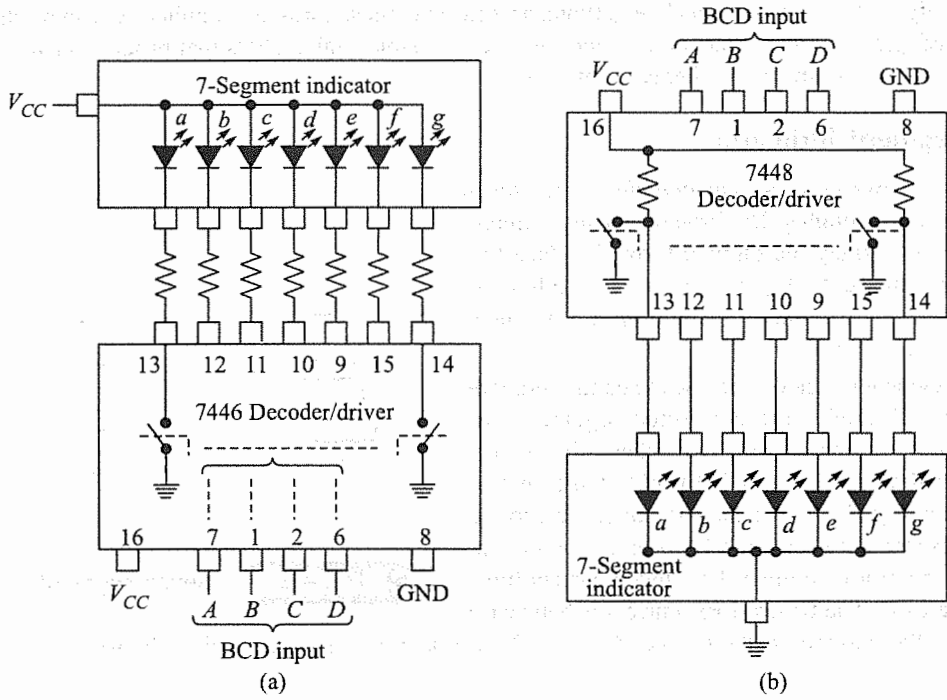 V_CC
7-Segment indicator
a b c d e f g
13 12 11 10 9 15 14
7446 Decoder/driver
16 7 1 2 6 8
V_CC A B C D GND
BCD input
(a)
BCD input
A B C D
V_CC GND
16 7 1 2 6 8
7448
Decoder/driver
13 12 11 10 9 15 14
a b c d e f g
7-Segment
indicator
(b)